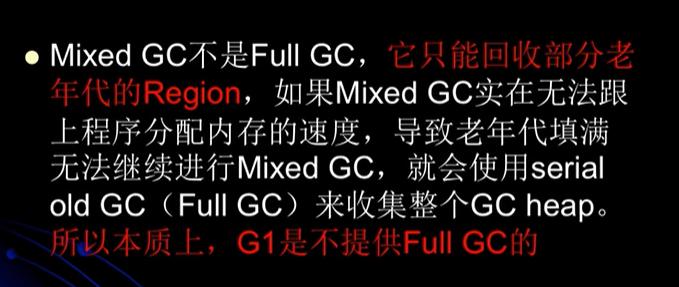 Mixed GC不是Full GC，它只能回收部分老
年代的Region，如果Mixed GC实在无法跟
上程序分配内存的速度，导致老年代填满
无法继续进行Mixed GC，就会使用serial
old GC（Full GC）来收集整个GC heap。
所以本质上，G1是不提供Full GC的